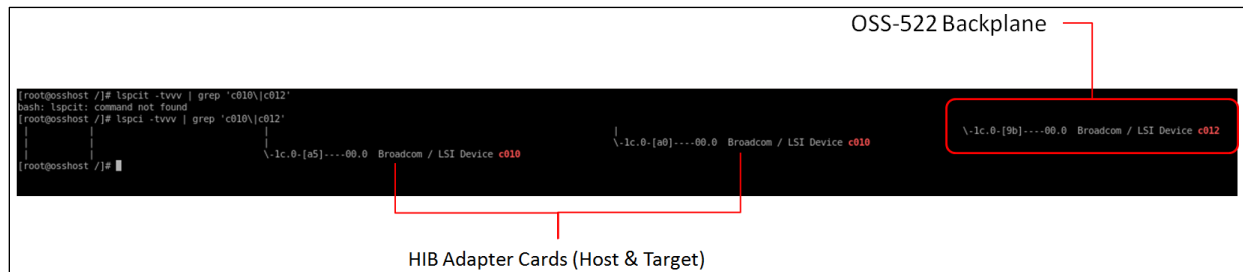 OSS-522 Backplane
[root@osshost /]# lspcit -tvvv | grep 'c010\|c012'
bash: lspcit: command not found
[root@osshost /]# lspci -tvvv | grep 'c010\|c012'
| | | | \-1c.0-[9b]----00.0 Broadcom / LSI Device c012
| | | \-1c.0-[a0]----00.0 Broadcom / LSI Device c010
| | \-1c.0-[a5]----00.0 Broadcom / LSI Device c010
[root@osshost /]#
HIB Adapter Cards (Host & Target)